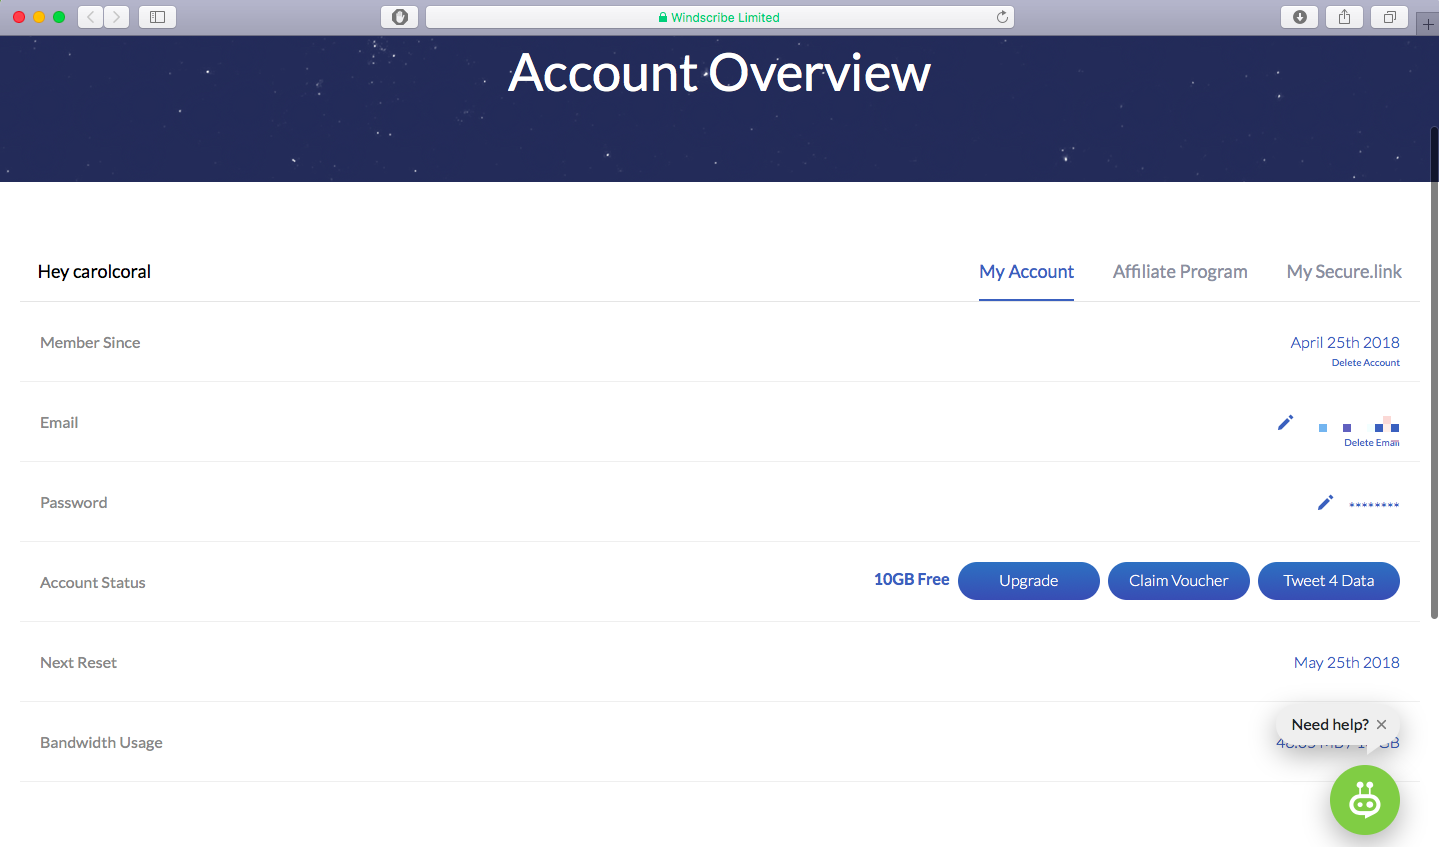 Windscribe Limited
Account Overview
Hey carolcoral
My Account
Affiliate Program
My Secure.link
Member Since
April 25th 2018
Delete Account
Email
Delete Email
Password
********
Account Status
10GB Free
Upgrade
Claim Voucher
Tweet 4 Data
Next Reset
May 25th 2018
Need help?
Bandwidth Usage